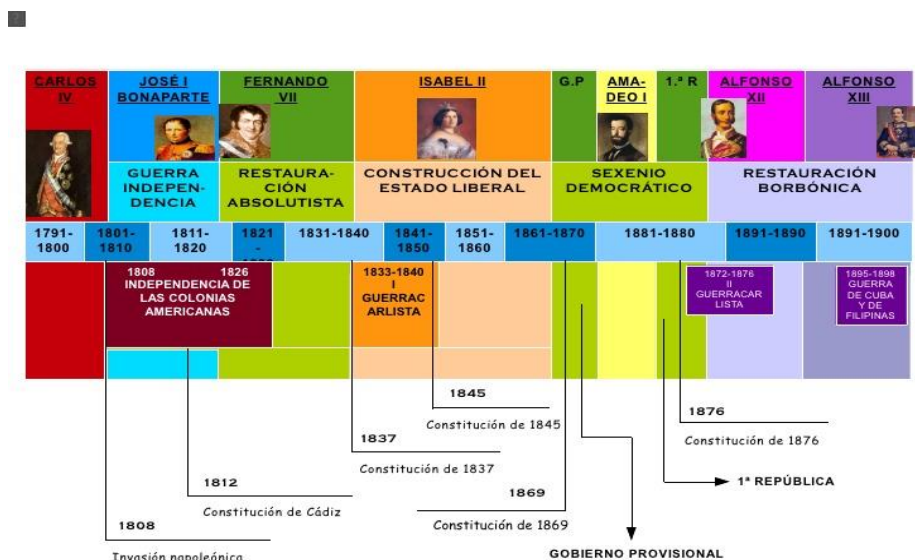 CARLOS
IV
JOSÉ I
BONAPARTE
FERNANDO
VII
ISABEL II
G.P
AMA-
DEO I
1.ª R
ALFONSO
XII
ALFONSO
XIII
GUERRA
INDEPEN-
DENCIA
RESTAURA-
CIÓN
ABSOLUTISTA
CONSTRUCCIÓN DEL
ESTADO LIBERAL
SEXENIO
DEMOCRÁTICO
RESTAURACIÓN
BORBÓNICA
1791-
1800
1801-
1810
1811-
1820
1821
-
1831-1840
1841-
1850
1851-
1860
1861-1870
1881-1880
1891-1890
1891-1900
1808 1826
INDEPENDENCIA DE
LAS COLONIAS
AMERICANAS
1833-1840
I
GUERRAC
ARLISTA
1872-1876
II
GUERRACAR
LISTA
1895-1898
GUERRA
DE CUBA
Y DE
FILIPINAS
1845
Constitución de 1845
1876
Constitución de 1876
1837
Constitución de 1837
1ª REPÚBLICA
1812
Constitución de Cádiz
1869
Constitución de 1869
1808
Invasión napoleónica
GOBIERNO PROVISIONAL